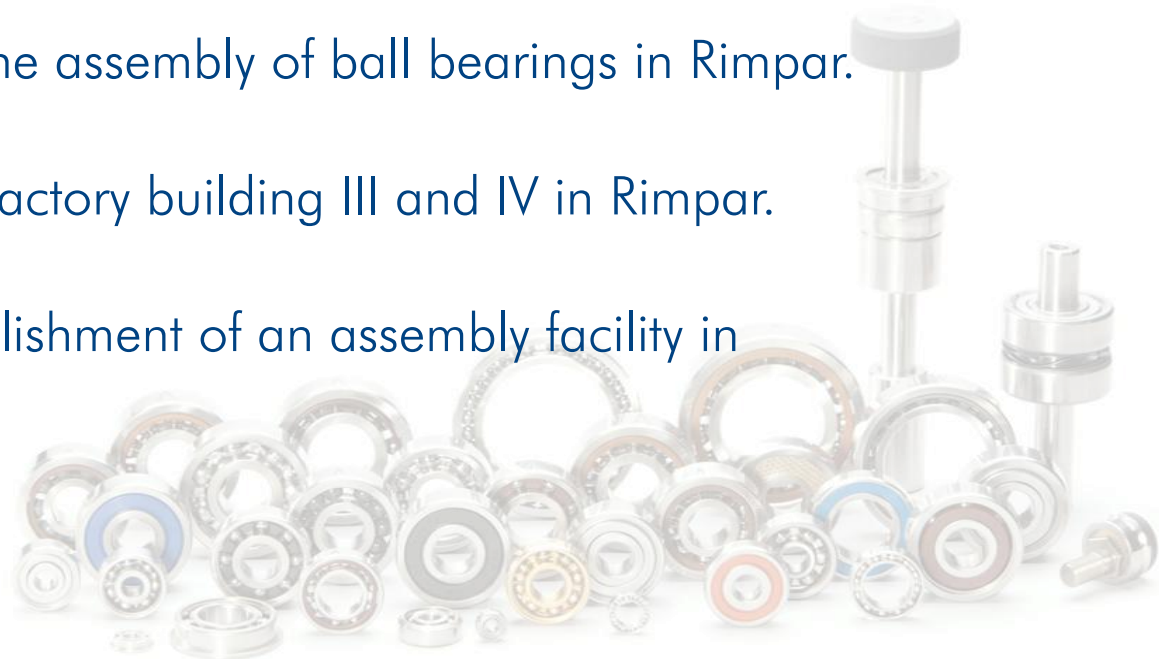 he assembly of ball bearings in Rimpar.
actory building III and IV in Rimpar.
lishment of an assembly facility in